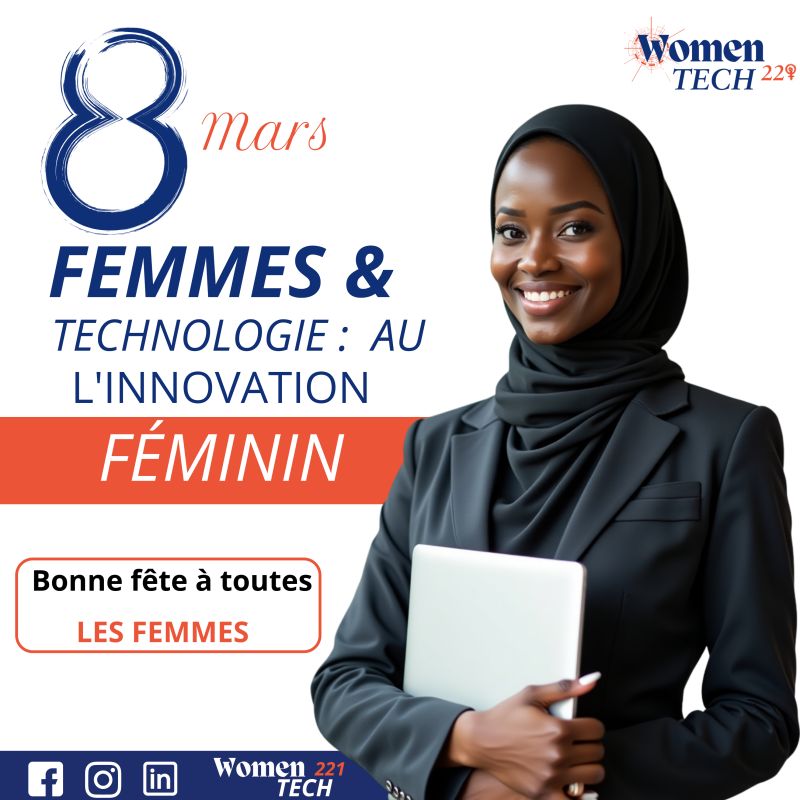 8 Mars
Women
TECH 221
FEMMES &
TECHNOLOGIE : AU
L'INNOVATION
FÉMININ
Bonne fête à toutes
LES FEMMES
Women 221
TECH